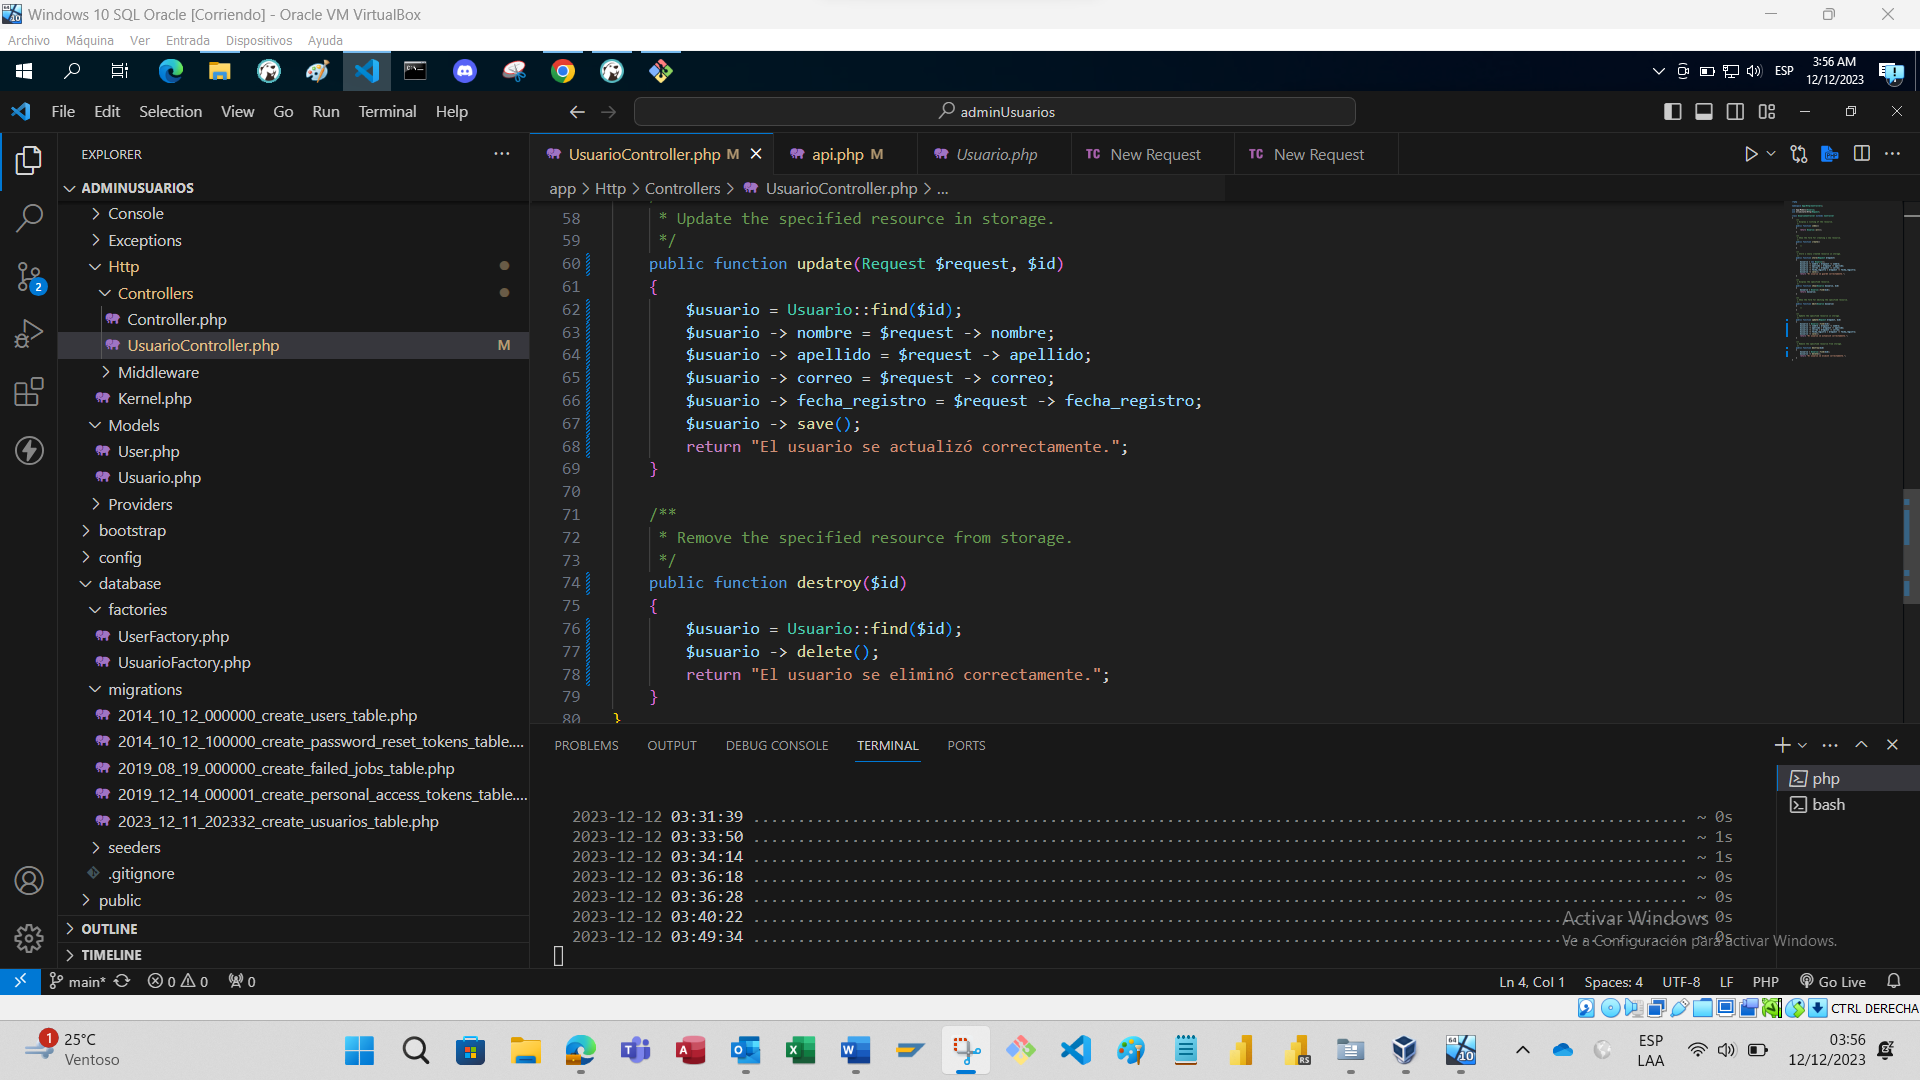 Windows 10 SQL Oracle [Corriendo] - Oracle VM VirtualBox
Archivo Máquina Ver Entrada Dispositivos Ayuda
ESP
3:56 AM
12/12/2023
File Edit Selection View Go Run Terminal Help
adminUsuarios
EXPLORER
UsuarioController.php M
api.php M
Usuario.php
TC New Request
TC New Request
app > Http > Controllers > UsuarioController.php > ...
ADMINUSUARIOS
Console
Exceptions
Http
Controllers
Controller.php
UsuarioController.php M
Middleware
Kernel.php
Models
User.php
Usuario.php
Providers
bootstrap
config
database
factories
UserFactory.php
UsuarioFactory.php
migrations
2014_10_12_000000_create_users_table.php
2014_10_12_100000_create_password_reset_tokens_table....
2019_08_19_000000_create_failed_jobs_table.php
2019_12_14_000001_create_personal_access_tokens_table....
2023_12_11_202332_create_usuarios_table.php
seeders
.gitignore
public
OUTLINE
TIMELINE
2
58 * Update the specified resource in storage.
59 */
60 public function update(Request $request, $id)
61 {
62 $usuario = Usuario::find($id);
63 $usuario -> nombre = $request -> nombre;
64 $usuario -> apellido = $request -> apellido;
65 $usuario -> correo = $request -> correo;
66 $usuario -> fecha_registro = $request -> fecha_registro;
67 $usuario -> save();
68 return "El usuario se actualizó correctamente.";
69 }
70
71 /**
72 * Remove the specified resource from storage.
73 */
74 public function destroy($id)
75 {
76 $usuario = Usuario::find($id);
77 $usuario -> delete();
78 return "El usuario se eliminó correctamente.";
79 }
80 }
PROBLEMS OUTPUT DEBUG CONSOLE TERMINAL PORTS
php
bash
2023-12-12 03:31:39 ........ ~ 0s
2023-12-12 03:33:50 ........ ~ 1s
2023-12-12 03:34:14 ........ ~ 1s
2023-12-12 03:36:18 ........ ~ 0s
2023-12-12 03:36:28 ........ ~ 0s
2023-12-12 03:40:22 ........ ~ 0s
2023-12-12 03:49:34 ........ ~ 0s
Activar Windows
Ve a Configuración para activar Windows.
main* 0 0 0
Ln 4, Col 1 Spaces: 4 UTF-8 LF PHP Go Live
CTRL DERECHA
1
25°C
Ventoso
ESP
LAA
03:56
12/12/2023